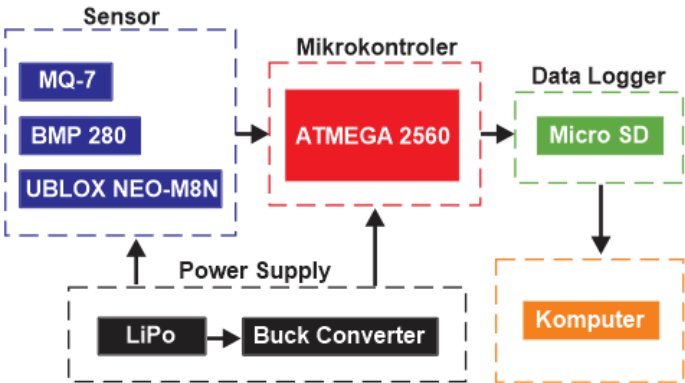 Sensor
MQ-7
BMP 280
UBLOX NEO-M8N
Mikrokontroler
ATMEGA 2560
Data Logger
Micro SD
Power Supply
LiPo
Buck Converter
Komputer